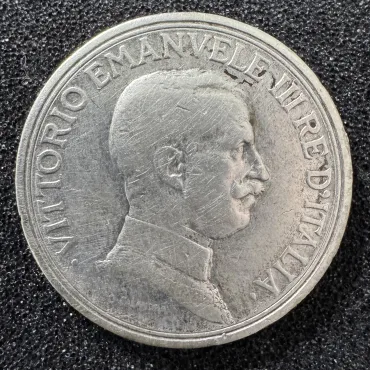 · VITTORIO EMANVELE · III RE D'ITALIA ·